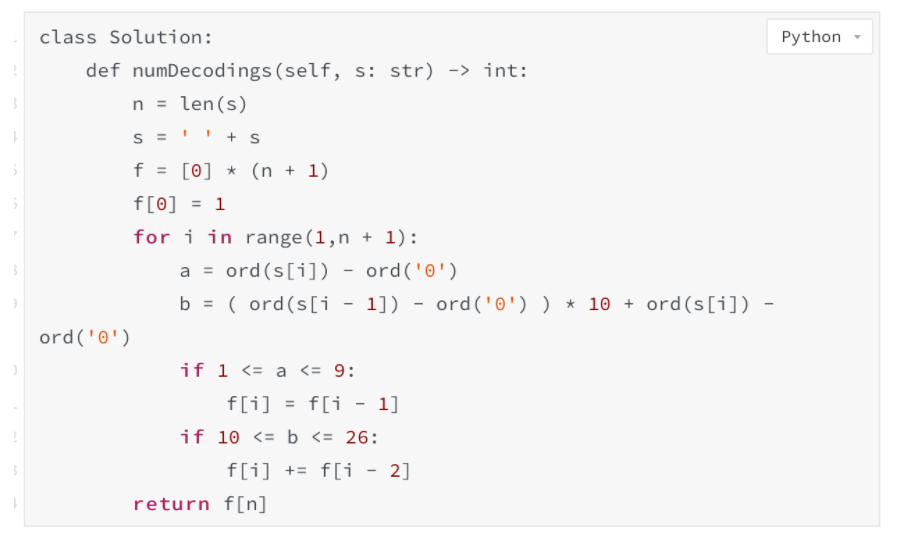 Python
class Solution:
    def numDecodings(self, s: str) -> int:
        n = len(s)
        s = ' ' + s
        f = [0] * (n + 1)
        f[0] = 1
        for i in range(1,n + 1):
            a = ord(s[i]) - ord('0')
            b = ( ord(s[i - 1]) - ord('0') ) * 10 + ord(s[i]) -
ord('0')
            if 1 <= a <= 9:
                f[i] = f[i - 1]
            if 10 <= b <= 26:
                f[i] += f[i - 2]
        return f[n]